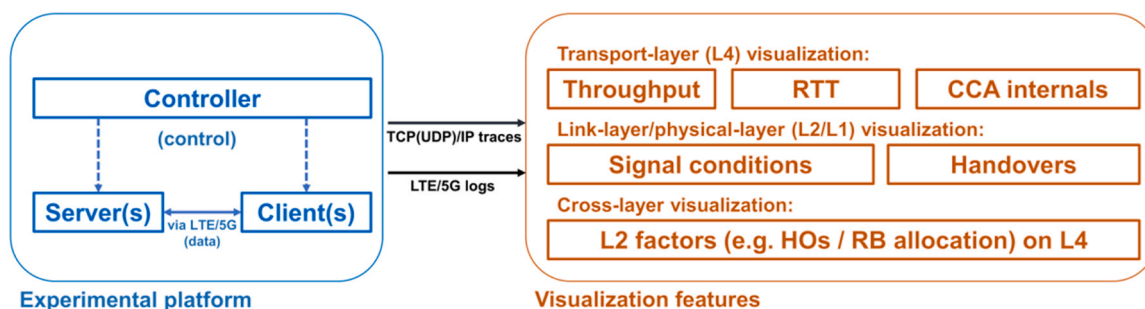 Controller
(control)
Server(s)
via LTE/5G
(data)
Client(s)
Experimental platform
TCP(UDP)/IP traces
LTE/5G logs
Transport-layer (L4) visualization:
Throughput
RTT
CCA internals
Link-layer/physical-layer (L2/L1) visualization:
Signal conditions
Handovers
Cross-layer visualization:
L2 factors (e.g. HOs / RB allocation) on L4
Visualization features